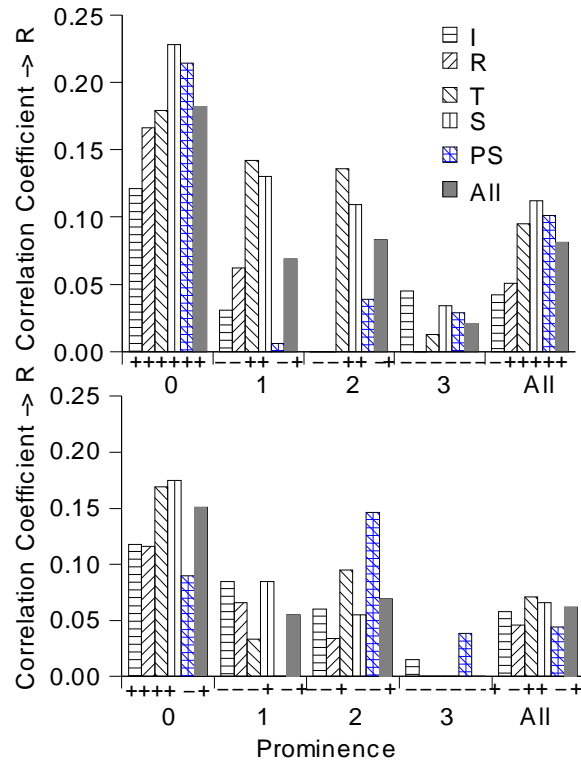 Correlation Coefficient –> R
0.25
0.20
0.15
0.10
0.05
0.00
I
R
T
S
PS
All
++++++ −−++ −+ ++ −+ −−−−−− −+++++
0 1 2 3 All
Correlation Coefficient –> R
0.25
0.20
0.15
0.10
0.05
0.00
++++ −+ −−−+ −+ −−+−−+ −−−−−− +−++ −+
0 1 2 3 All
Prominence